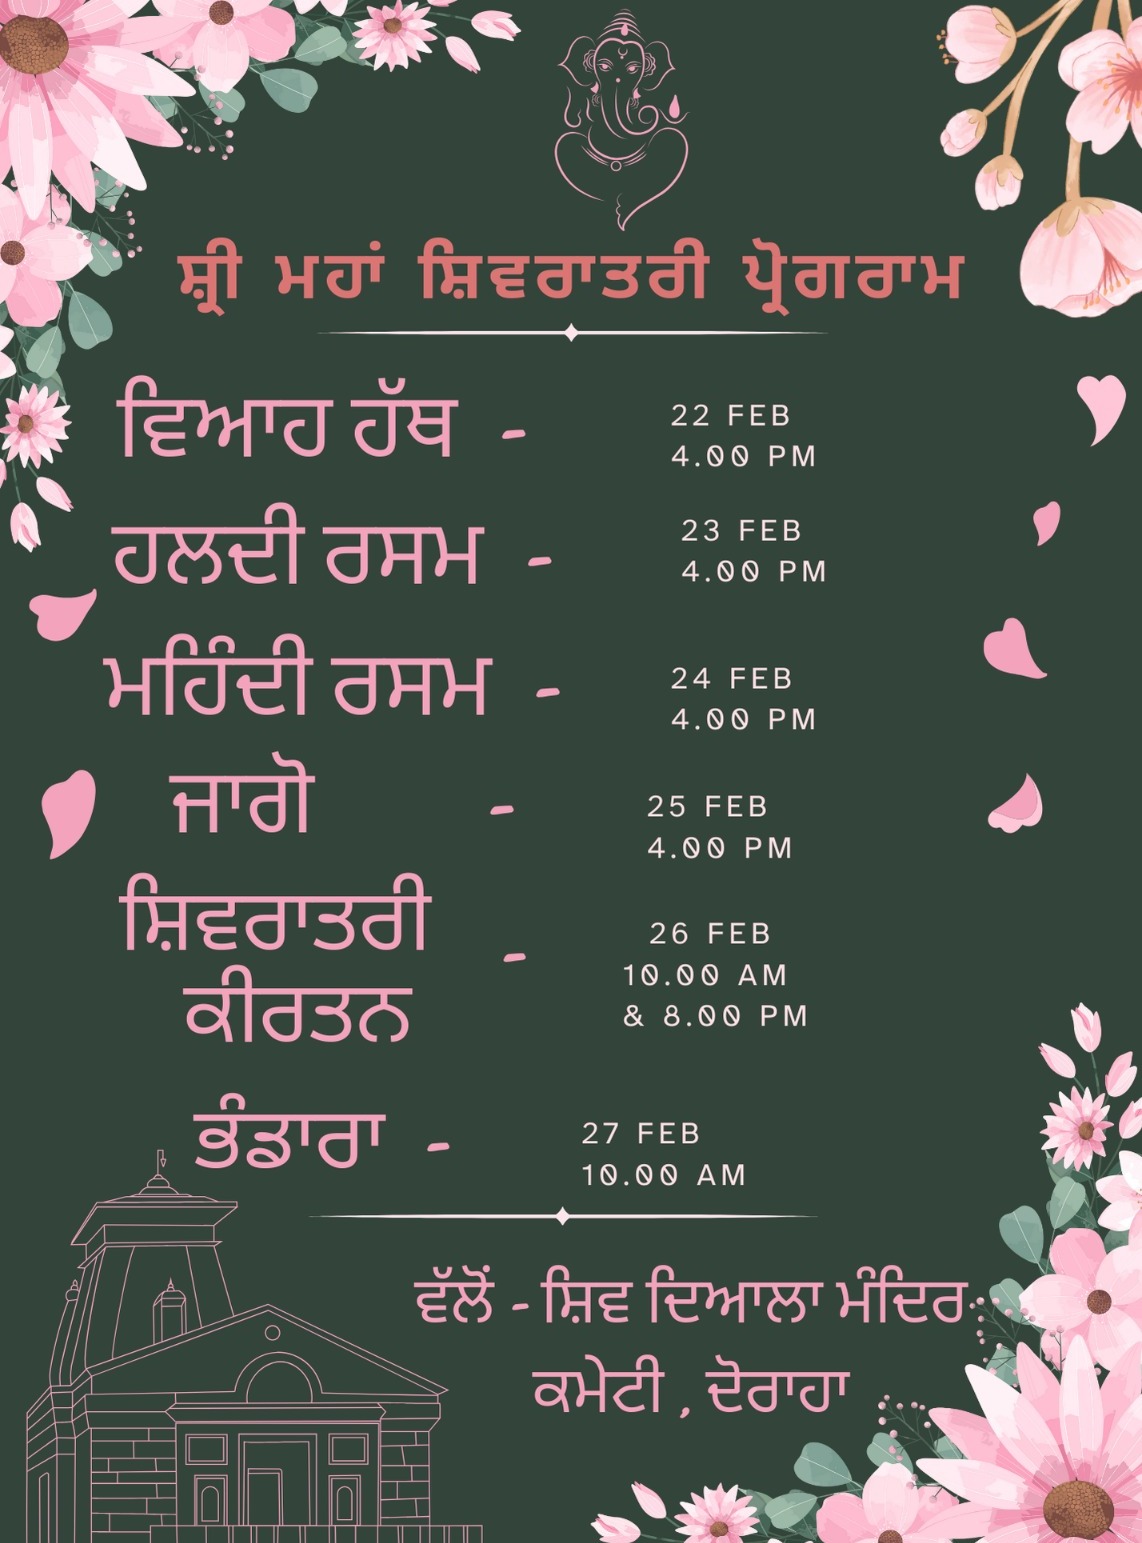 ਸ਼੍ਰੀ ਮਹਾਂ ਸ਼ਿਵਰਾਤਰੀ ਪ੍ਰੋਗਰਾਮ
ਵਿਆਹ ਹੱਥ -
22 FEB
4.00 PM
ਹਲਦੀ ਰਸਮ -
23 FEB
4.00 PM
ਮਹਿੰਦੀ ਰਸਮ -
24 FEB
4.00 PM
ਜਾਗੋ -
25 FEB
4.00 PM
ਸ਼ਿਵਰਾਤਰੀ
ਕੀਰਤਨ -
26 FEB
10.00 AM
& 8.00 PM
ਭੰਡਾਰਾ -
27 FEB
10.00 AM
ਵੱਲੋਂ - ਸ਼ਿਵ ਦਿਆਲਾ ਮੰਦਿਰ
ਕਮੇਟੀ , ਦੋਰਾਹਾ